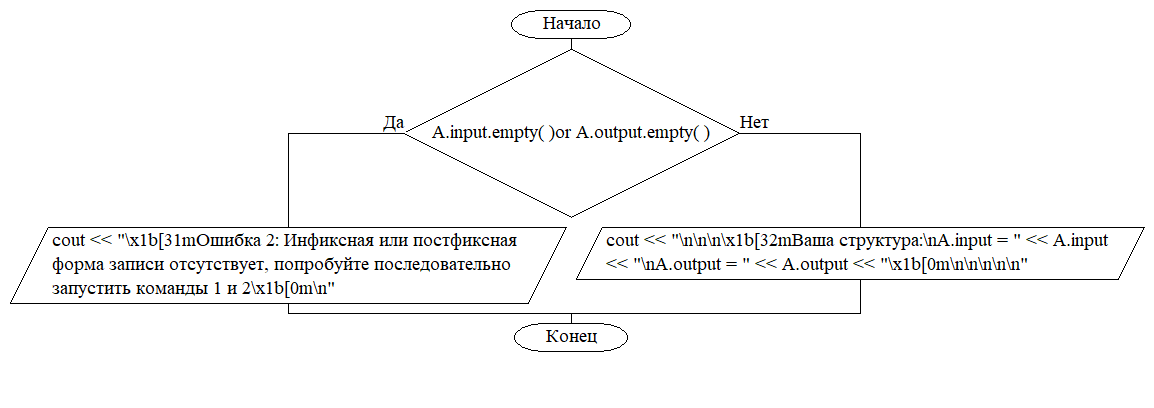 Начало
A.input.empty( )or A.output.empty( )
Да
Нет
cout << "\x1b[31mОшибка 2: Инфиксная или постфиксная
форма записи отсутствует, попробуйте последовательно
запустить команды 1 и 2\x1b[0m\n"
cout << "\n\n\n\x1b[32mВаша структура:\nA.input = " << A.input
<< "\nA.output = " << A.output << "\x1b[0m\n\n\n\n\n"
Конец